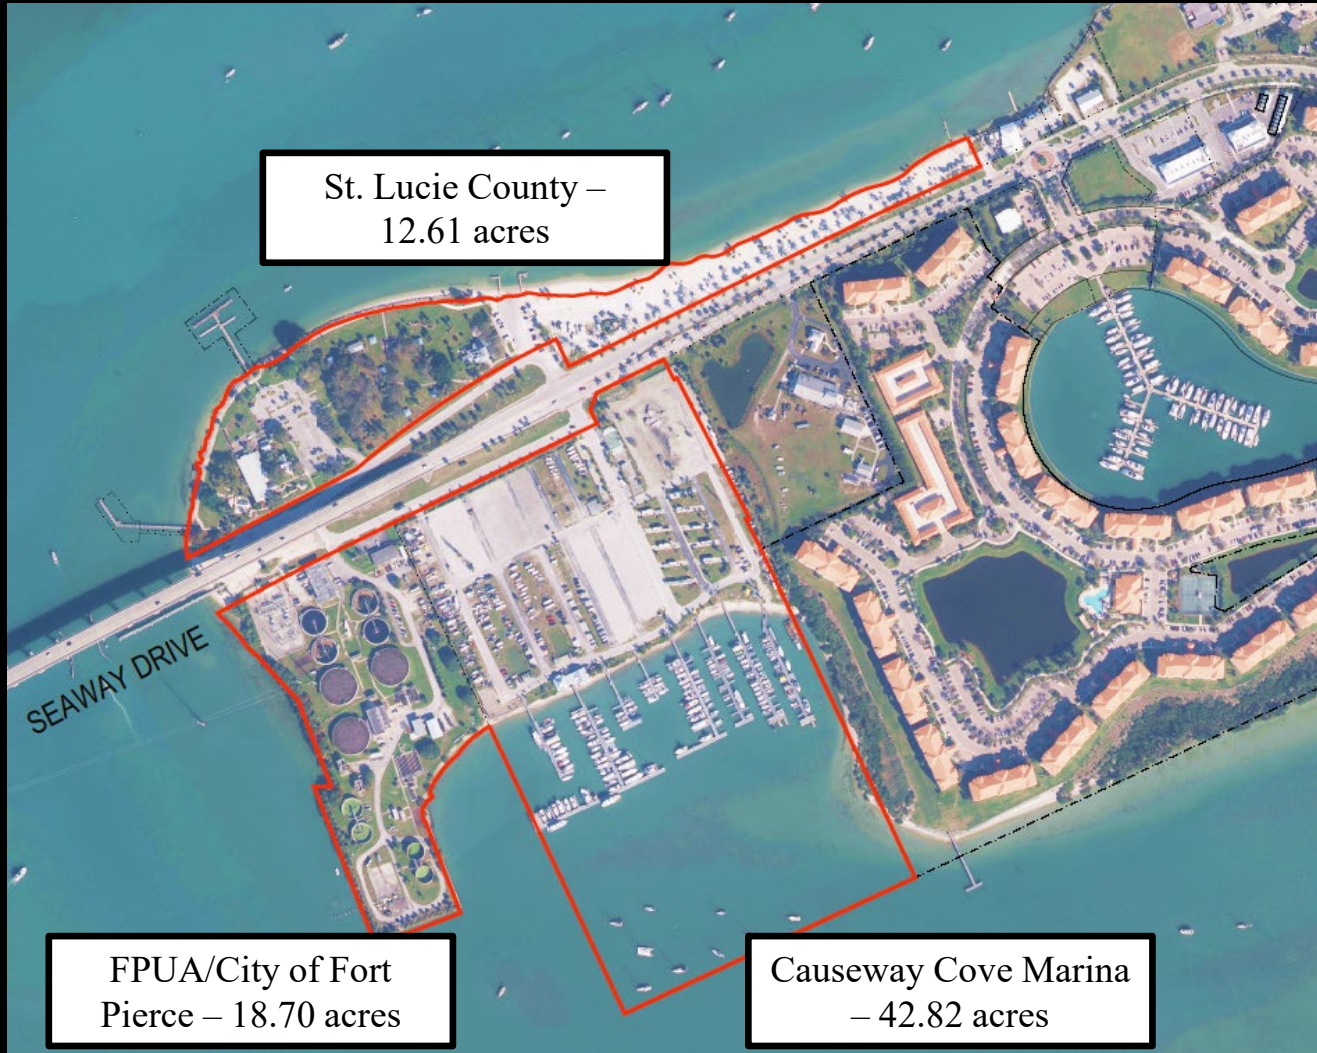 St. Lucie County –
12.61 acres
SEAWAY DRIVE
FPUA/City of Fort
Pierce – 18.70 acres
Causeway Cove Marina
– 42.82 acres